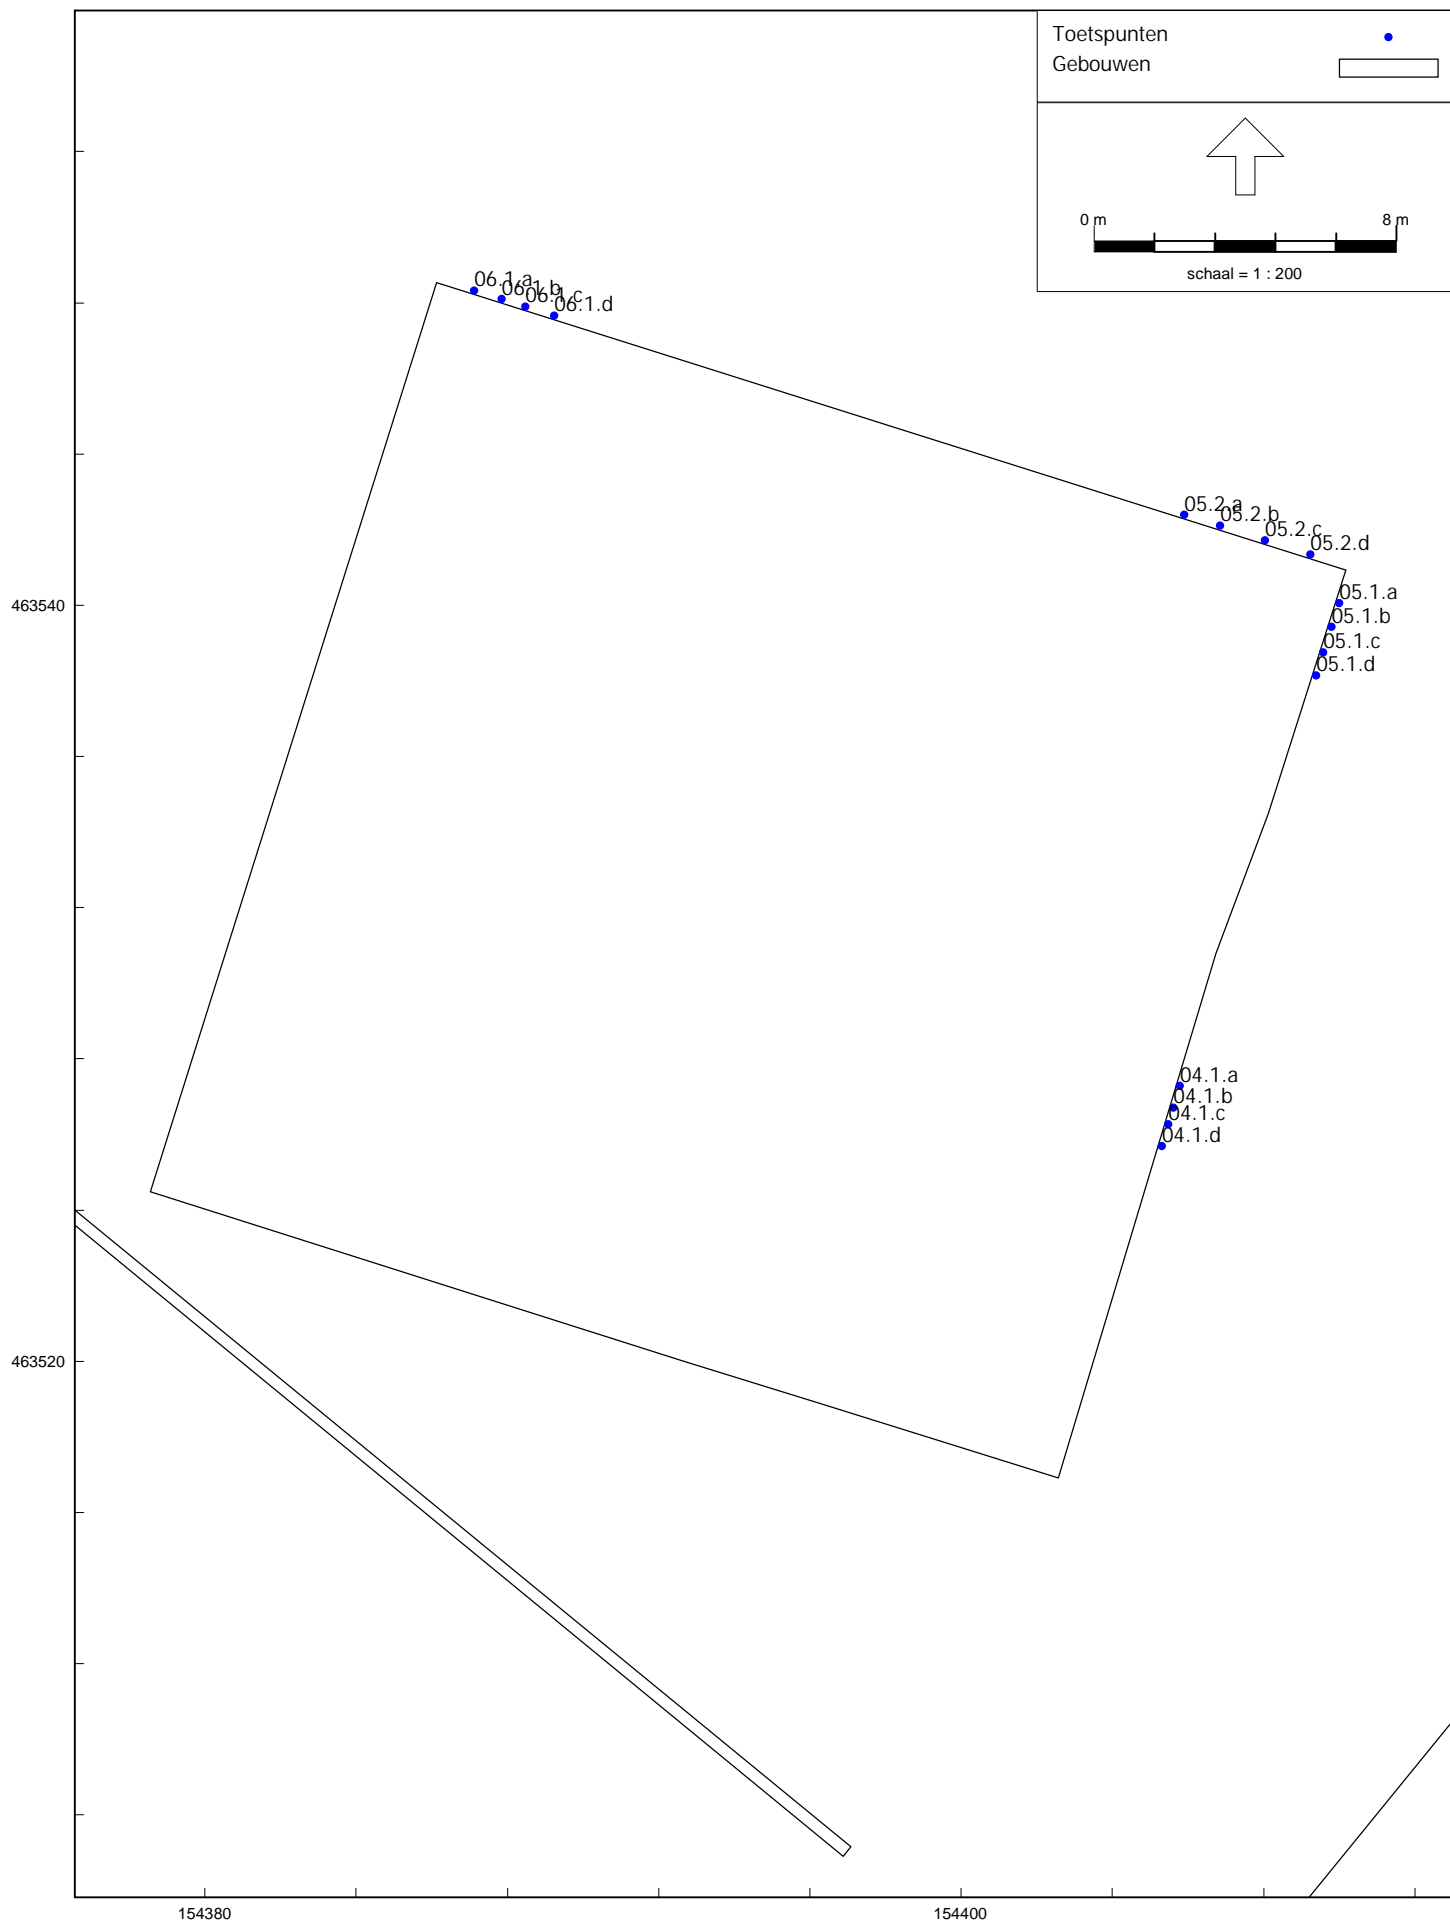 Toetspunten
Gebouwen
0 m 8 m
schaal = 1 : 200
06.1.a
06.1.b
06.1.c
06.1.d
05.2.a
05.2.b
05.2.c
05.2.d
05.1.a
05.1.b
05.1.c
05.1.d
463540
04.1.a
04.1.b
04.1.c
04.1.d
463520
154380 154400